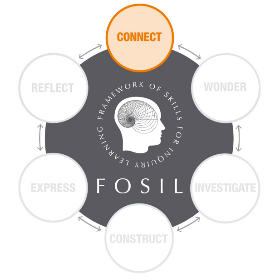 CONNECT
WONDER
INVESTIGATE
CONSTRUCT
EXPRESS
REFLECT
FRAMEWORK OF SKILLS FOR INQUIRY LEARNING
FOSIL